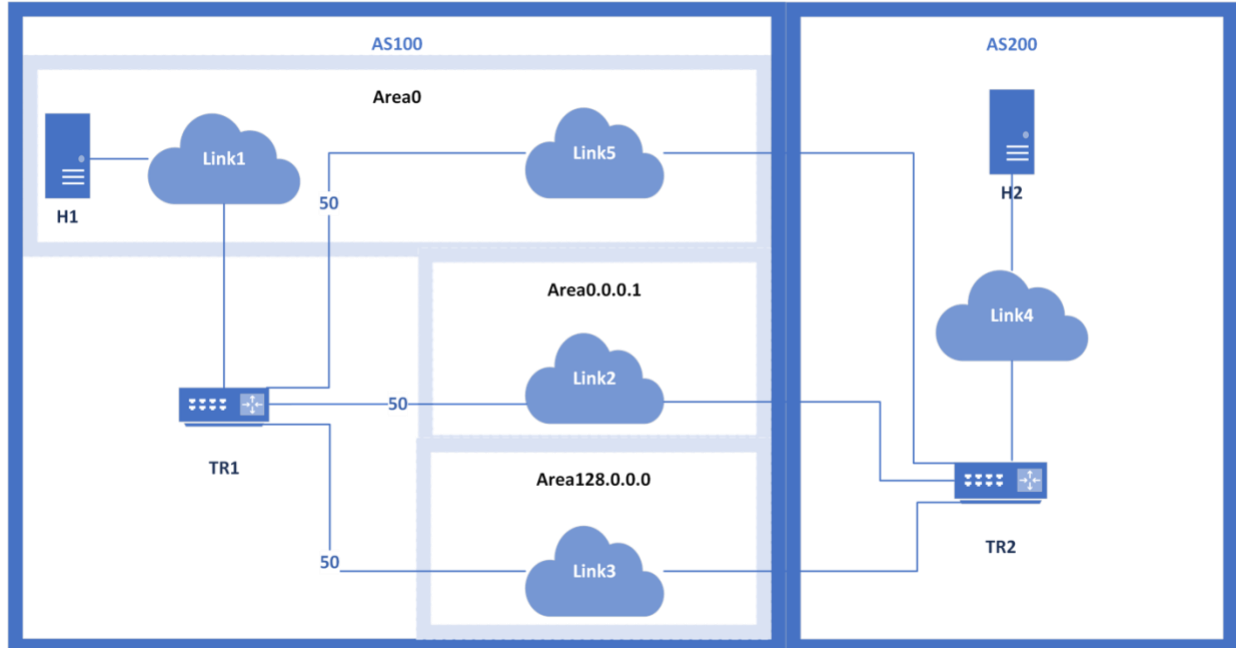 AS100
AS200
Area0
Link1
Link5
50
H1
H2
Area0.0.0.1
Link4
Link2
50
TR1
Area128.0.0.0
TR2
50
Link3